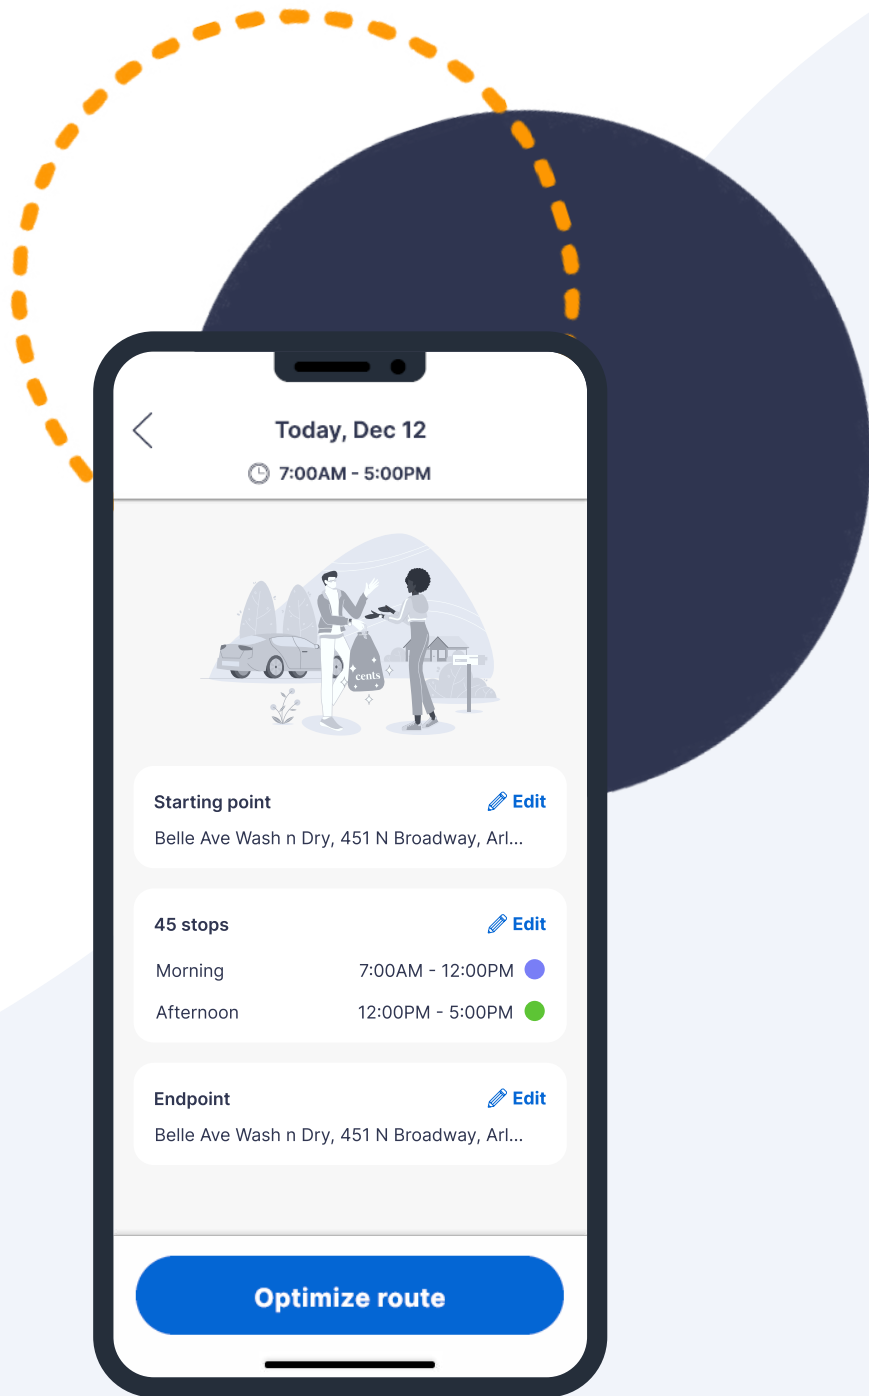 Today, Dec 12
7:00AM - 5:00PM
cents
Starting point
Edit
Belle Ave Wash n Dry, 451 N Broadway, Arl...
45 stops
Edit
Morning 7:00AM - 12:00PM
Afternoon 12:00PM - 5:00PM
Endpoint
Edit
Belle Ave Wash n Dry, 451 N Broadway, Arl...
Optimize route